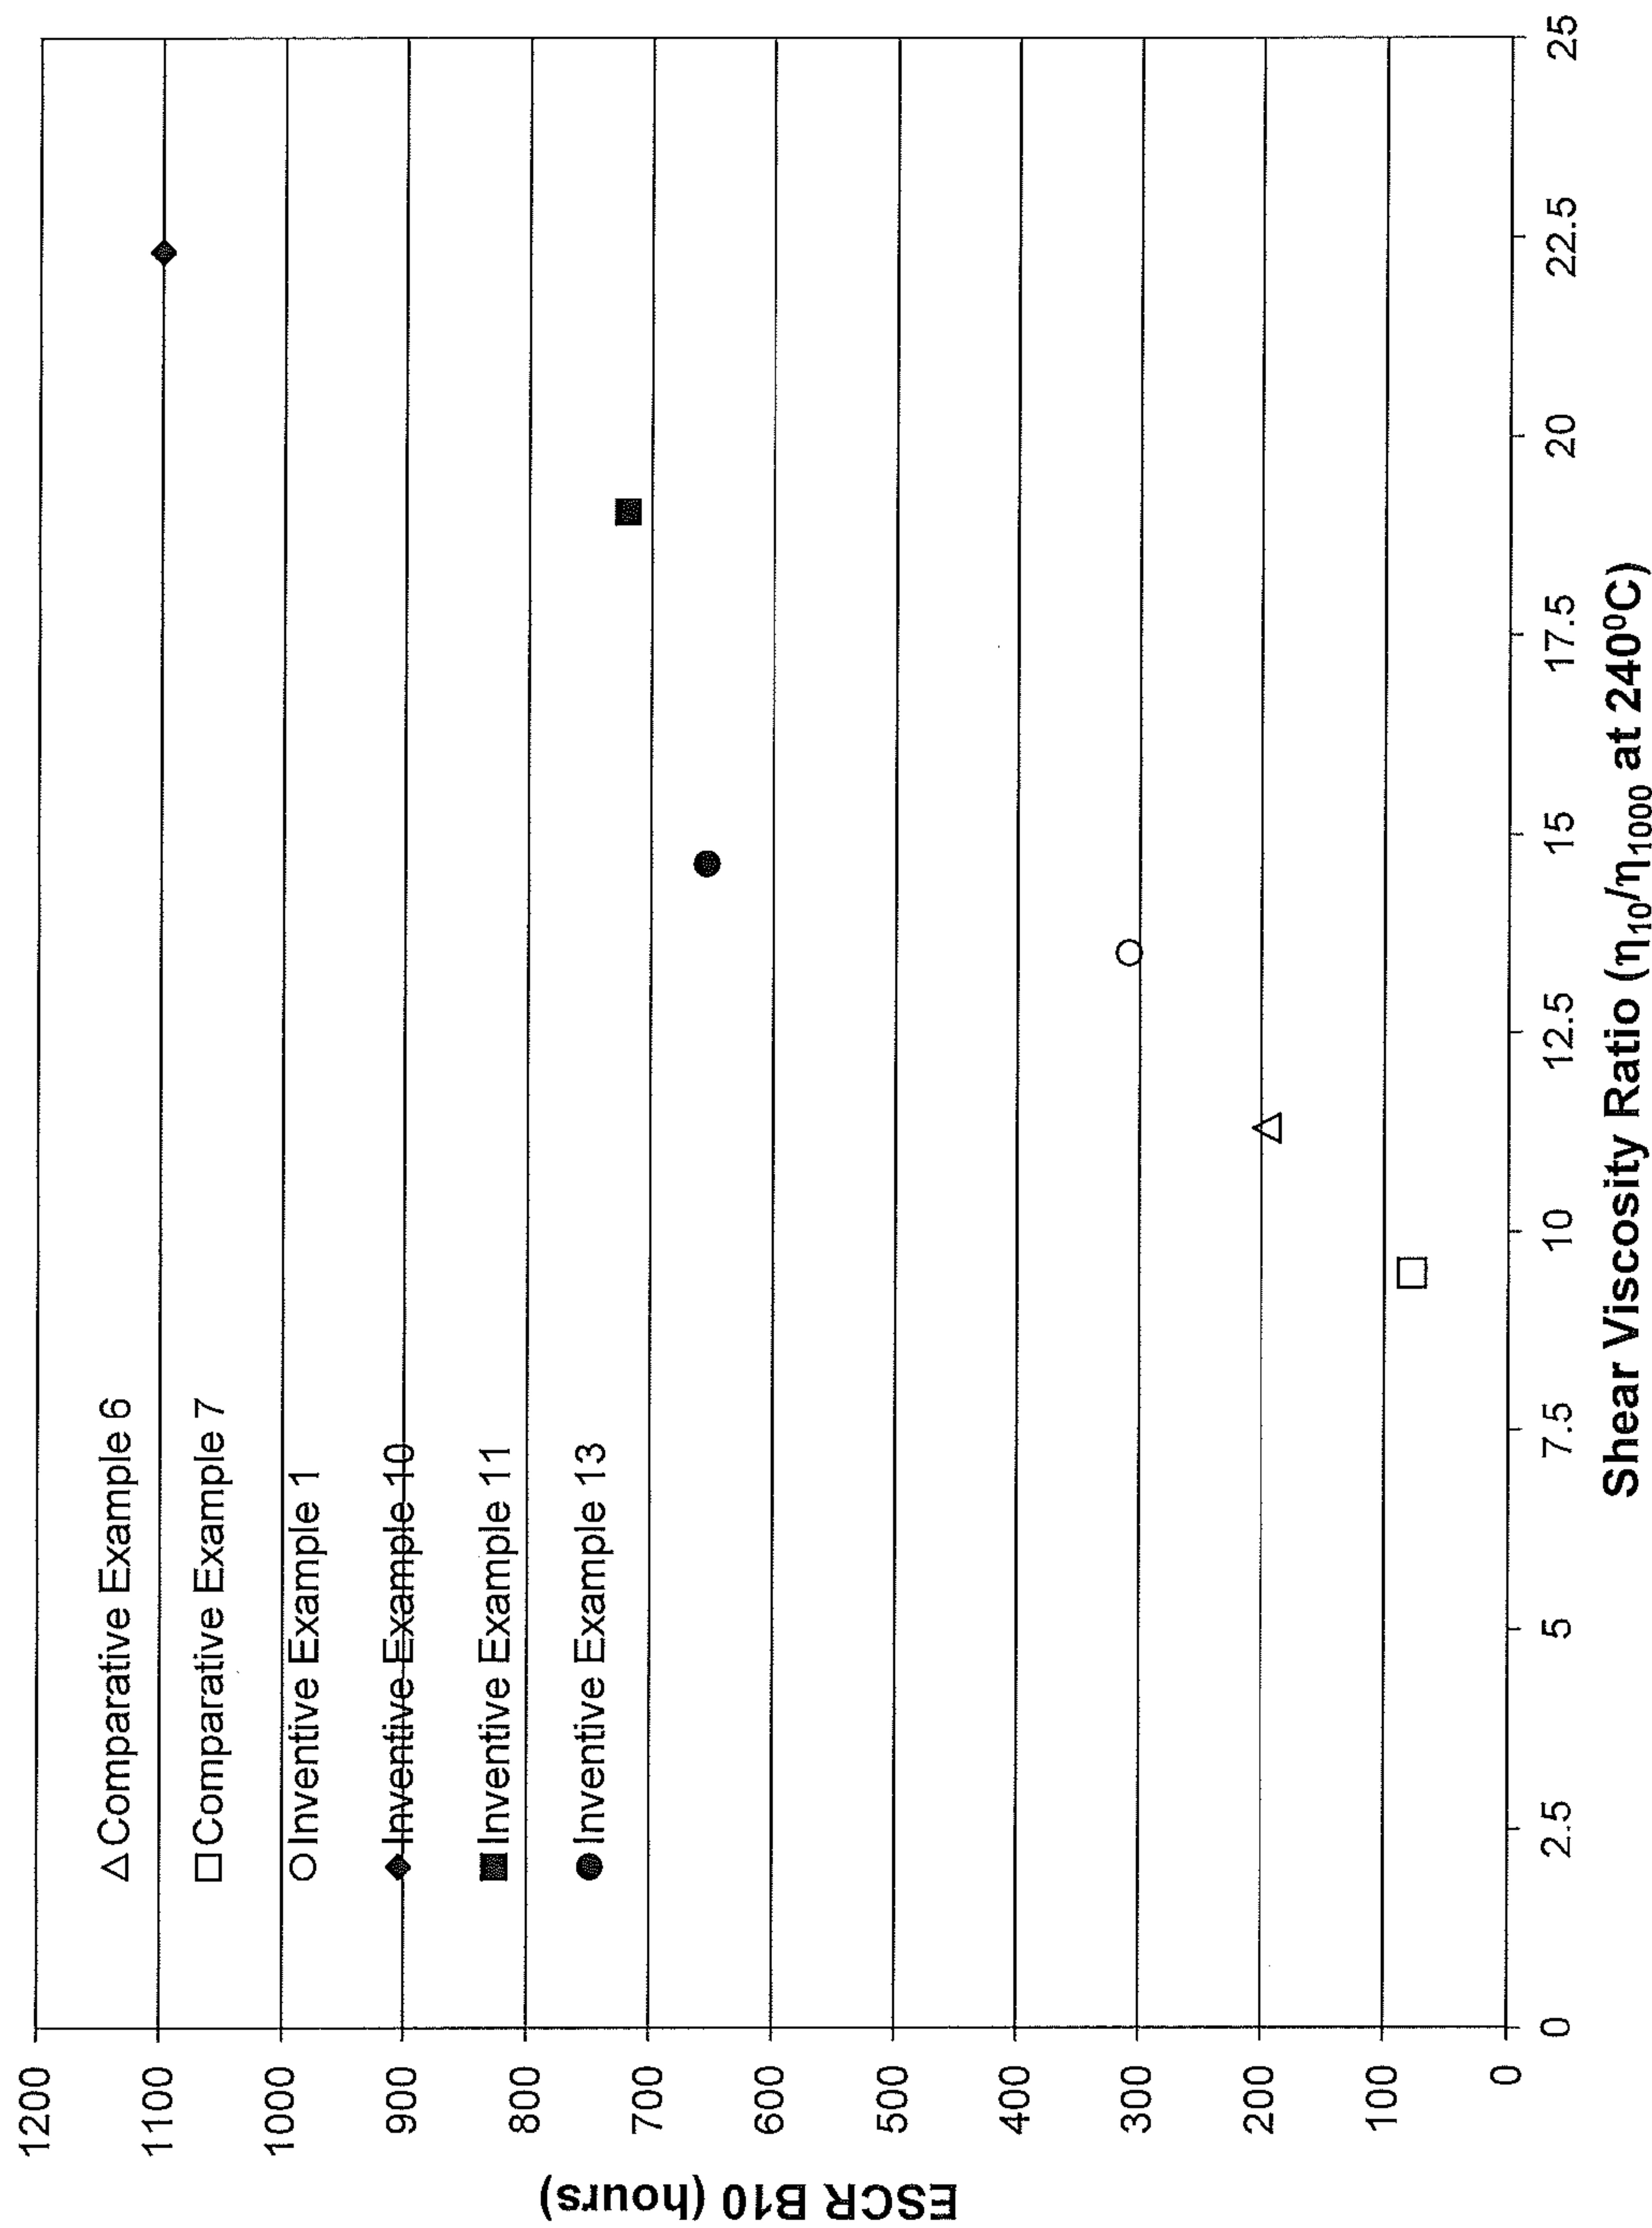 1200
1100
1000
900
800
700
600
500
400
300
200
100
0
ESCR B10 (hours)
Comparative Example 6
Comparative Example 7
Inventive Example 1
Inventive Example 10
Inventive Example 11
Inventive Example 13
0 2.5 5 7.5 10 12.5 15 17.5 20 22.5 25
Shear Viscosity Ratio (η10/η1000 at 240⁰C)